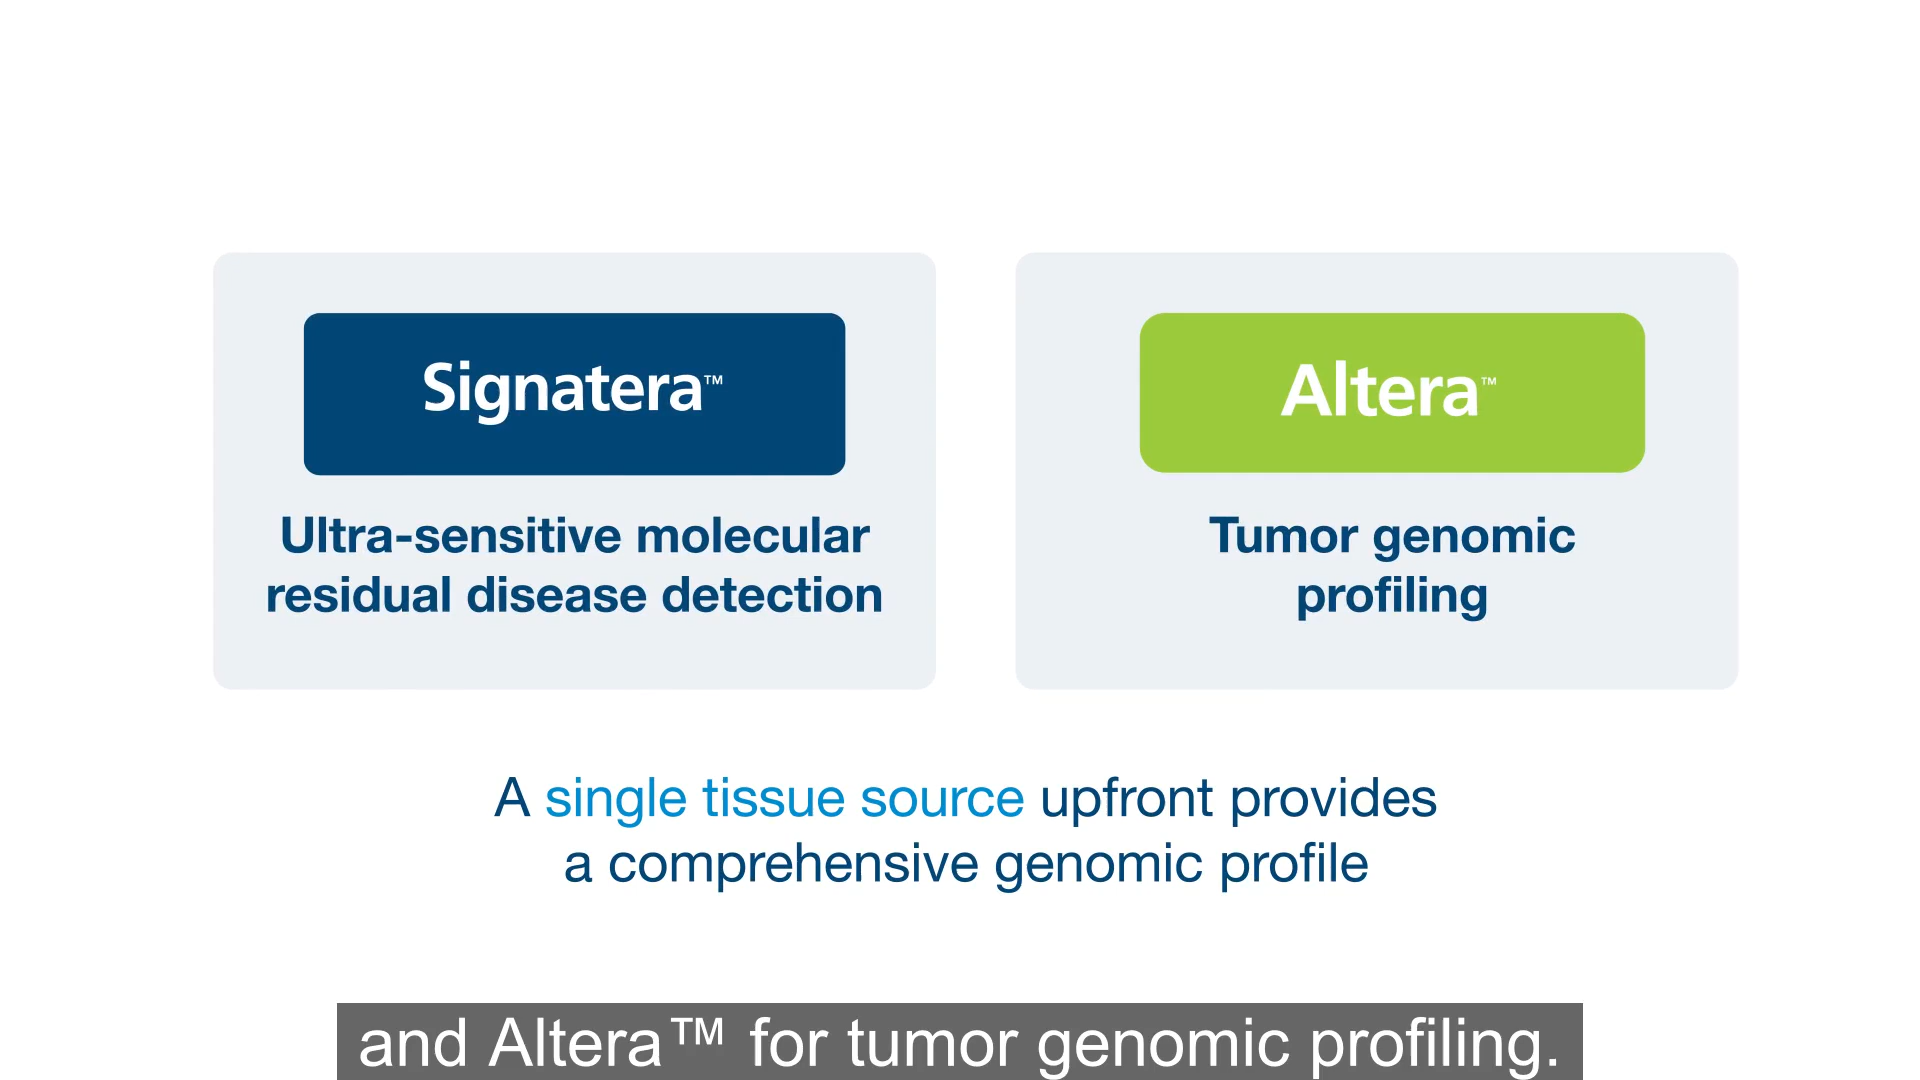 Signatera™
Ultra-sensitive molecular
residual disease detection
Altera™
Tumor genomic
profiling
A single tissue source upfront provides
a comprehensive genomic profile
and Altera™ for tumor genomic profiling.